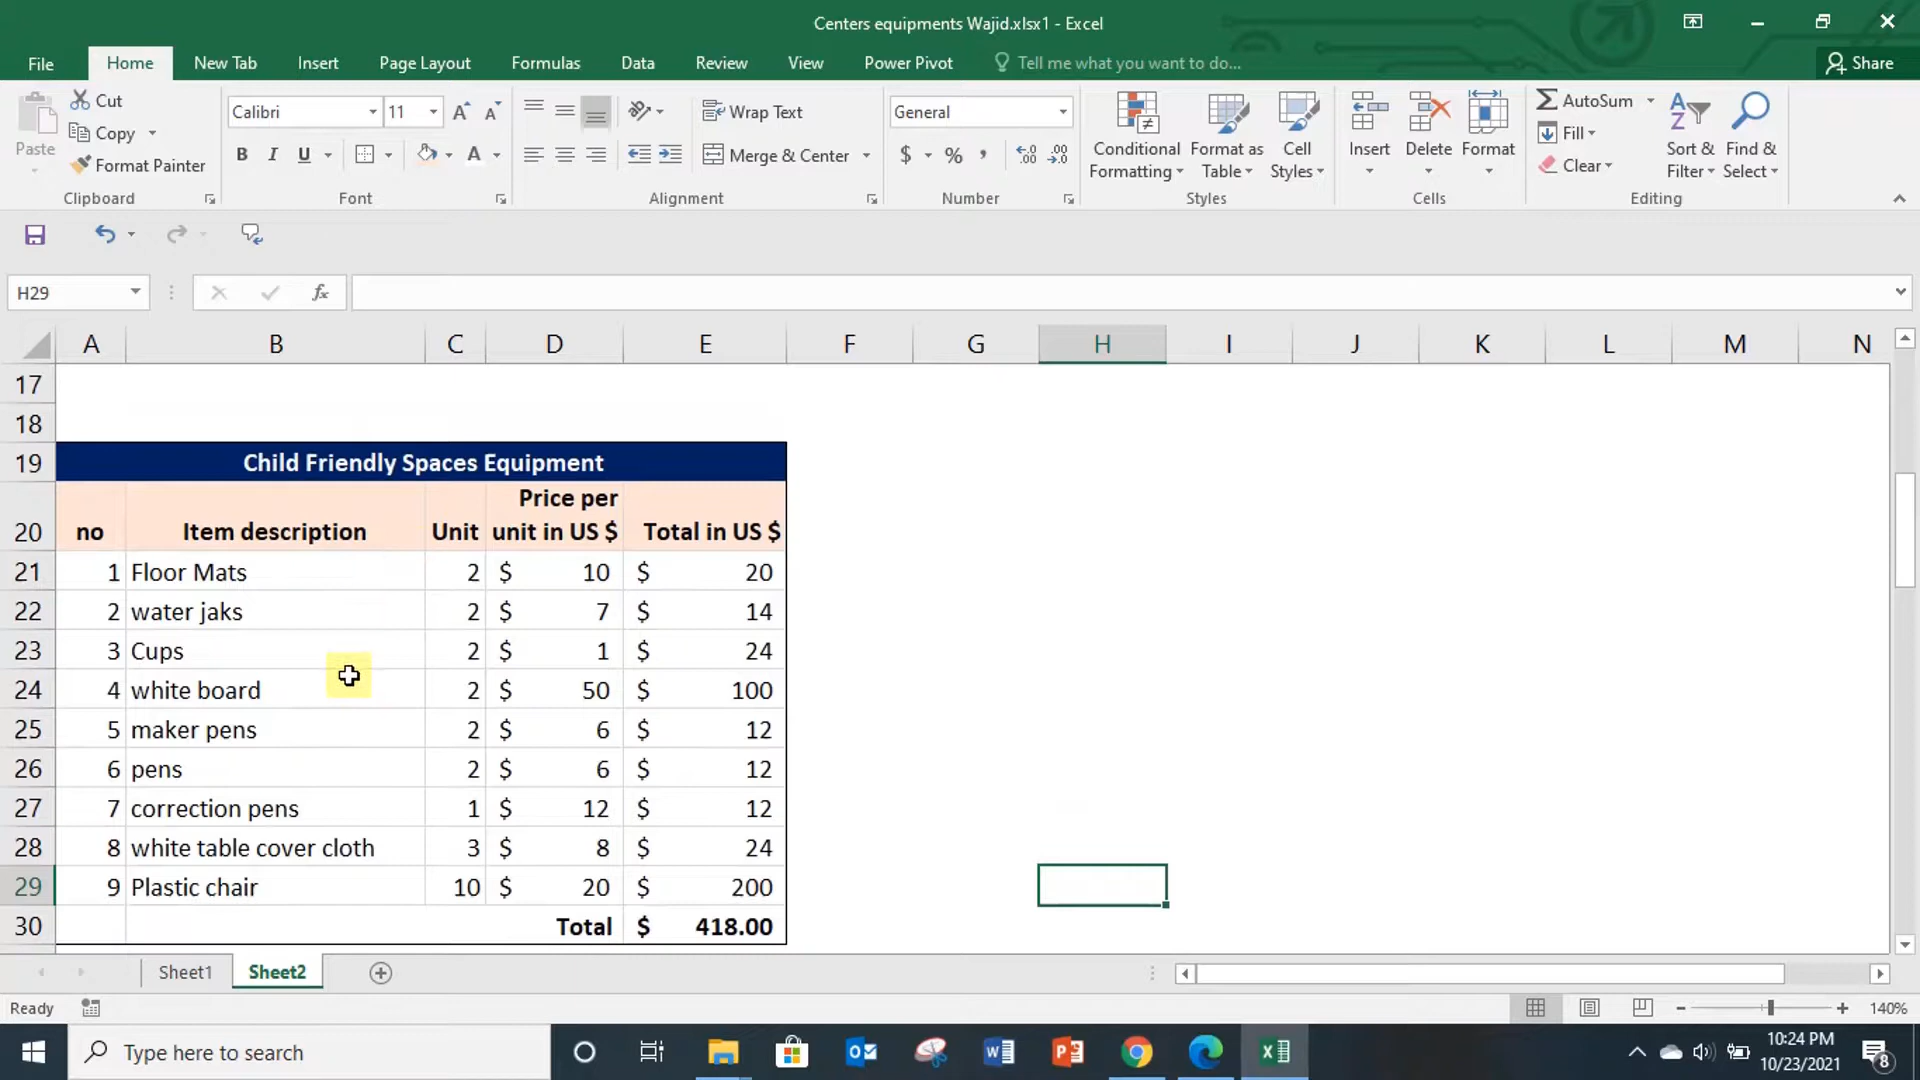 Centers equipments Wajid.xlsx1 - Excel
File Home New Tab Insert Page Layout Formulas Data Review View Power Pivot Tell me what you want to do... Share
Paste Cut Copy Format Painter
Calibri 11 A A
B I U A
Wrap Text
Merge & Center
General
$ % , .0 .00 .00 .0
Conditional Formatting Format as Table Cell Styles
Insert Delete Format
AutoSum Fill Clear
Sort & Filter Find & Select
Clipboard Font Alignment Number Styles Cells Editing
H29 fx
A B C D E F G H I J K L M N
17
18
19 Child Friendly Spaces Equipment
20 no Item description Unit Price per unit in US $ Total in US $
21 1 Floor Mats 2 $ 10 $ 20
22 2 water jaks 2 $ 7 $ 14
23 3 Cups 2 $ 1 $ 24
24 4 white board 2 $ 50 $ 100
25 5 maker pens 2 $ 6 $ 12
26 6 pens 2 $ 6 $ 12
27 7 correction pens 1 $ 12 $ 12
28 8 white table cover cloth 3 $ 8 $ 24
29 9 Plastic chair 10 $ 20 $ 200
30 Total $ 418.00
Sheet1 Sheet2
Ready 140%
Type here to search
10:24 PM
10/23/2021
8